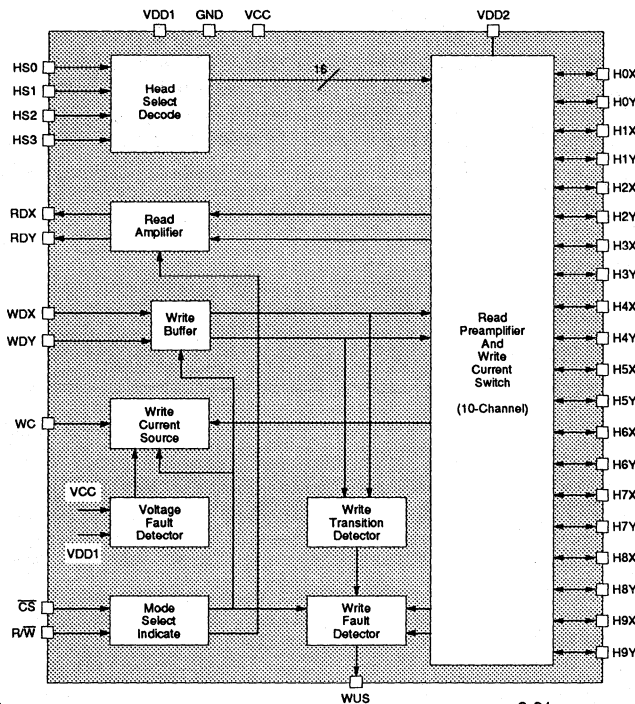 VDD1 GND VCC VDD2
HS0
HS1
HS2
HS3
Head
Select
Decode
16
RDX
RDY
Read
Amplifier
WDX
WDY
Write
Buffer
WC
Write
Current
Source
VCC
VDD1
Voltage
Fault
Detector
Write
Transition
Detector
CS
R/W
Mode
Select
Indicate
Write
Fault
Detector
WUS
Read
Preamplifier
And
Write
Current
Switch
(10-Channel)
H0X
H0Y
H1X
H1Y
H2X
H2Y
H3X
H3Y
H4X
H4Y
H5X
H5Y
H6X
H6Y
H7X
H7Y
H8X
H8Y
H9X
H9Y